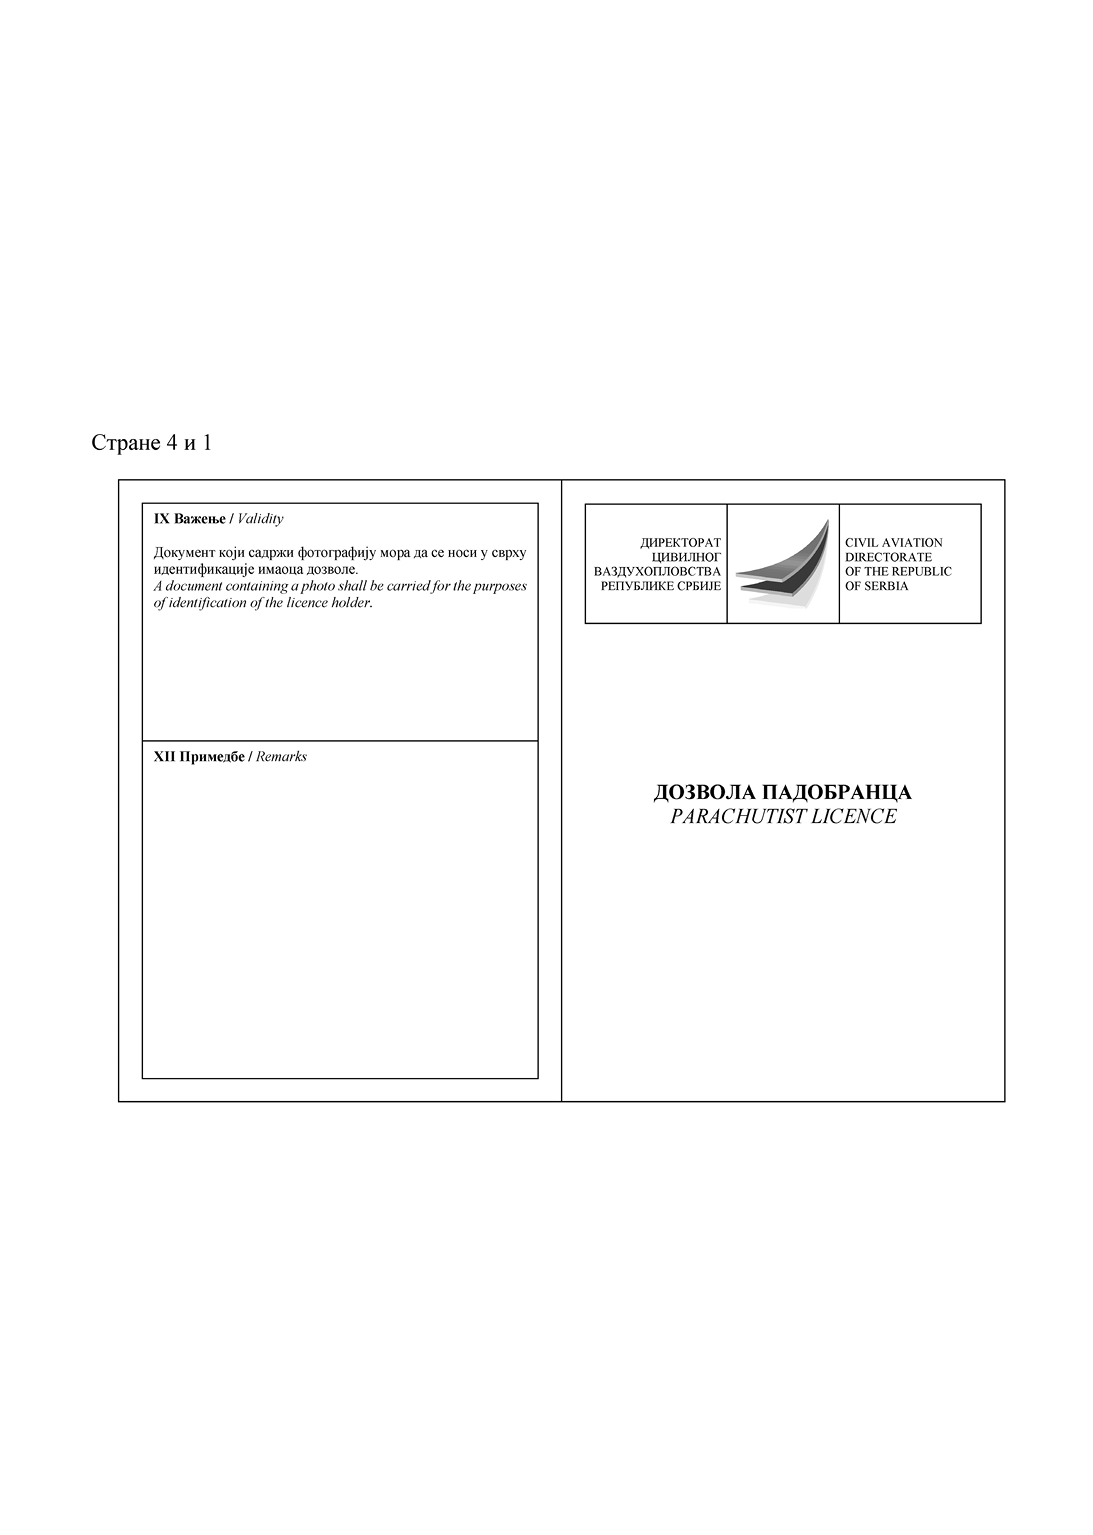 Стране 4 и 1
IX Важење / Validity
Документ који садржи фотографију мора да се носи у сврху
идентификације имаоца дозволе.
A document containing a photo shall be carried for the purposes
of identification of the licence holder.
XII Примедбе / Remarks
ДИРЕКТОРАТ
ЦИВИЛНОГ
ВАЗДУХОПЛОВСТВА
РЕПУБЛИКЕ СРБИЈЕ
CIVIL AVIATION
DIRECTORATE
OF THE REPUBLIC
OF SERBIA
ДОЗВОЛА ПАДОБРАНЦА
PARACHUTIST LICENCE